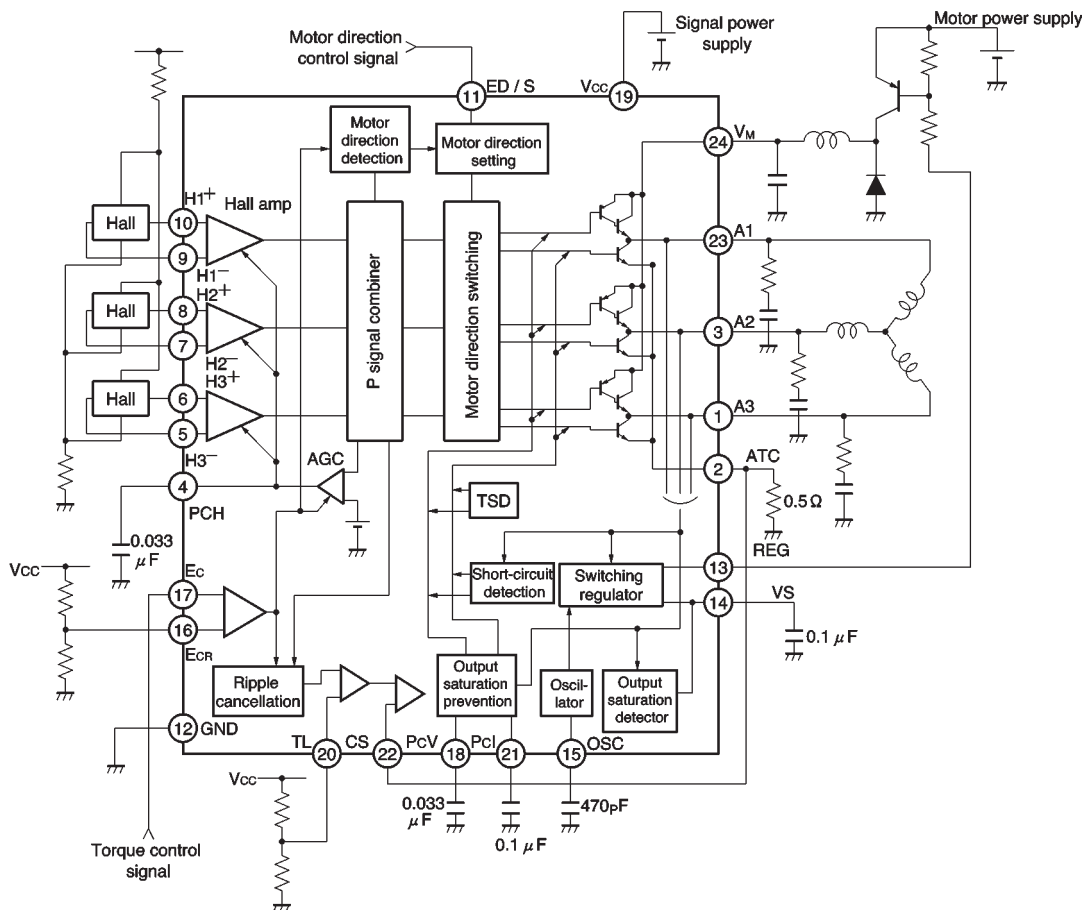 Motor direction
control signal
Signal power
supply
Motor power supply
11
ED / S
VCC
19
Motor
direction
detection
Motor direction
setting
24
VM
H1+
Hall amp
Hall
10
9
H1−
H2+
Hall
8
7
H2−
H3+
Hall
6
5
H3−
P signal combiner
Motor direction switching
23
A1
3
A2
1
A3
2
ATC
0.5Ω
AGC
4
PCH
0.033
μF
TSD
REG
13
VCC
EC
17
16
ECR
Short-circuit
detection
Switching
regulator
14
VS
0.1 μF
Ripple
cancellation
Output
saturation
prevention
Oscil-
lator
Output
saturation
detector
12
GND
TL
20
CS
22
PCV
18
PCI
21
15
OSC
VCC
0.033
μF
0.1 μF
470PF
Torque control
signal